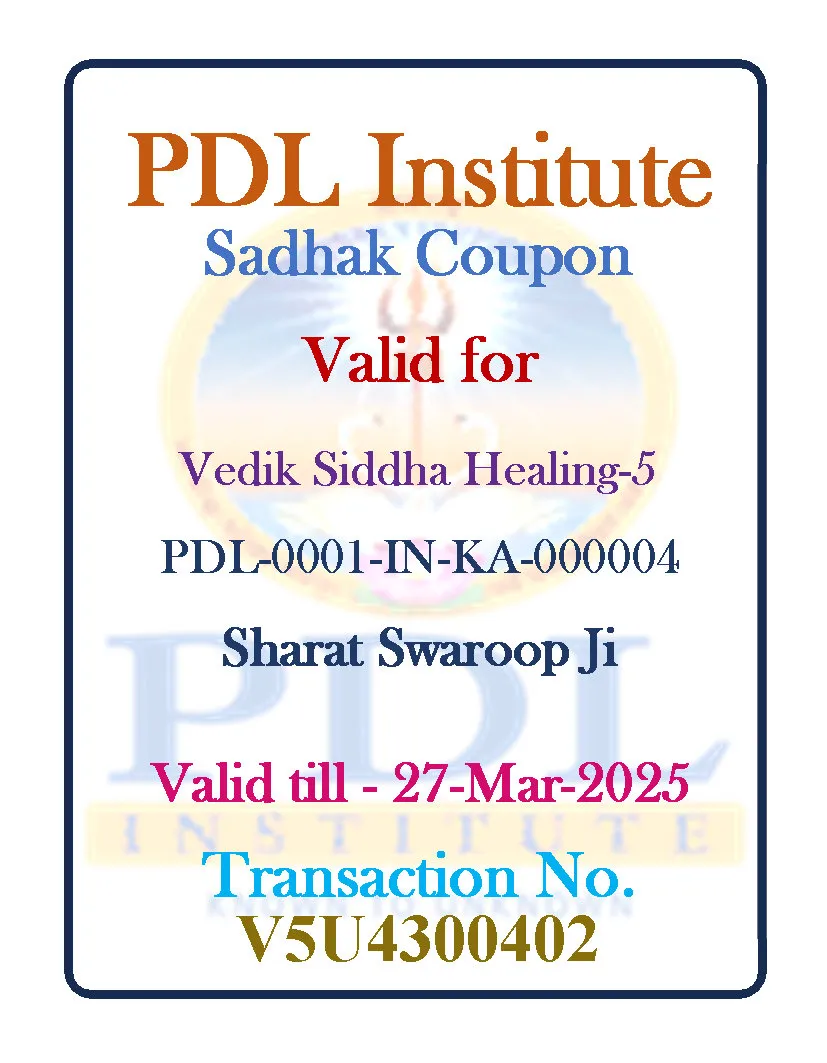 PDL Institute
Sadhak Coupon
Valid for
Vedik Siddha Healing-5
PDL-0001-IN-KA-000004
Sharat Swaroop Ji
PDL
Valid till - 27-Mar-2025
INSTITUTE
Transaction No.
V5U4300402